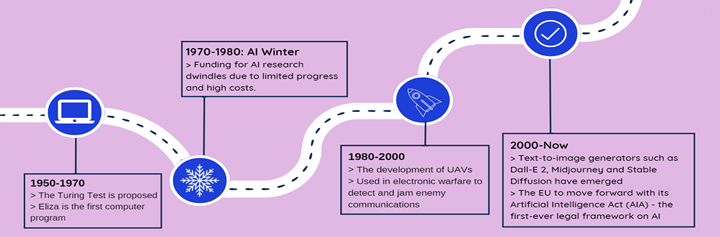 1950-1970
> The Turing Test is proposed
> Eliza is the first computer
program
1970-1980: AI Winter
> Funding for AI research
dwindles due to limited progress
and high costs.
1980-2000
> The development of UAVs
> Used in electronic warfare to
detect and jam enemy
communications
2000-Now
> Text-to-image generators such as
Dall-E 2, Midjourney and Stable
Diffusion have emerged
> The EU to move forward with its
Artificial Intelligence Act (AIA) - the
first-ever legal framework on AI